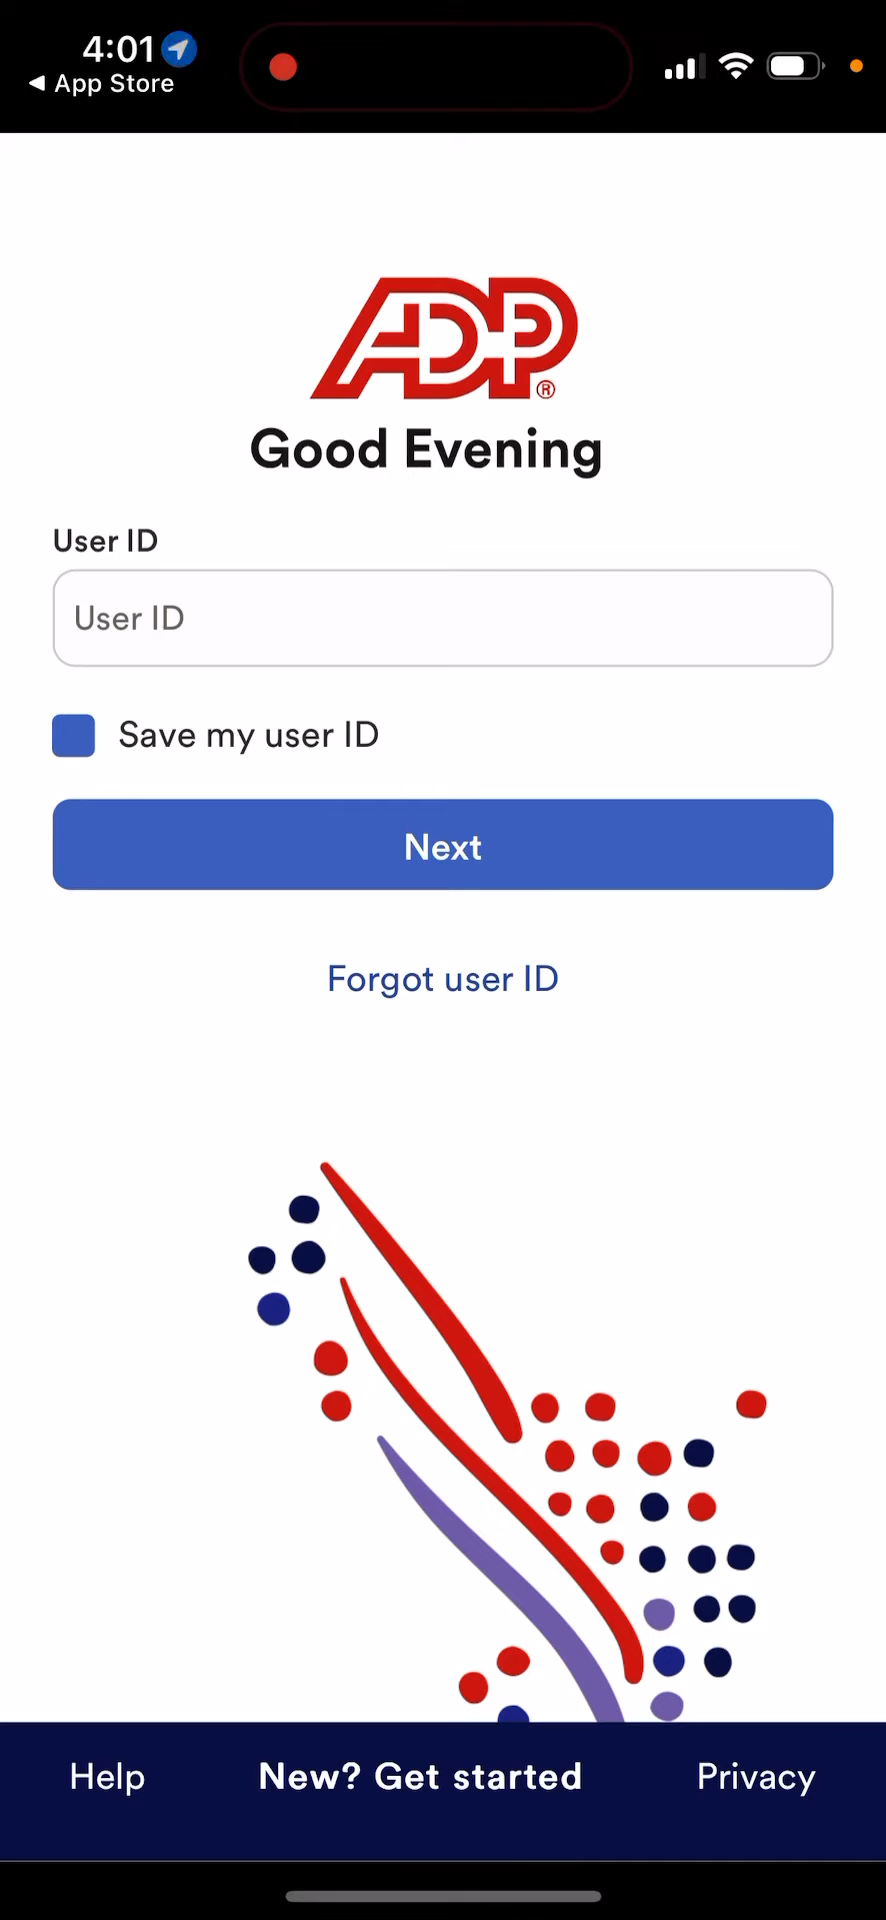 4:01
◀ App Store
ADP®
Good Evening
User ID
User ID
Save my user ID
Next
Forgot user ID
Help
New? Get started
Privacy